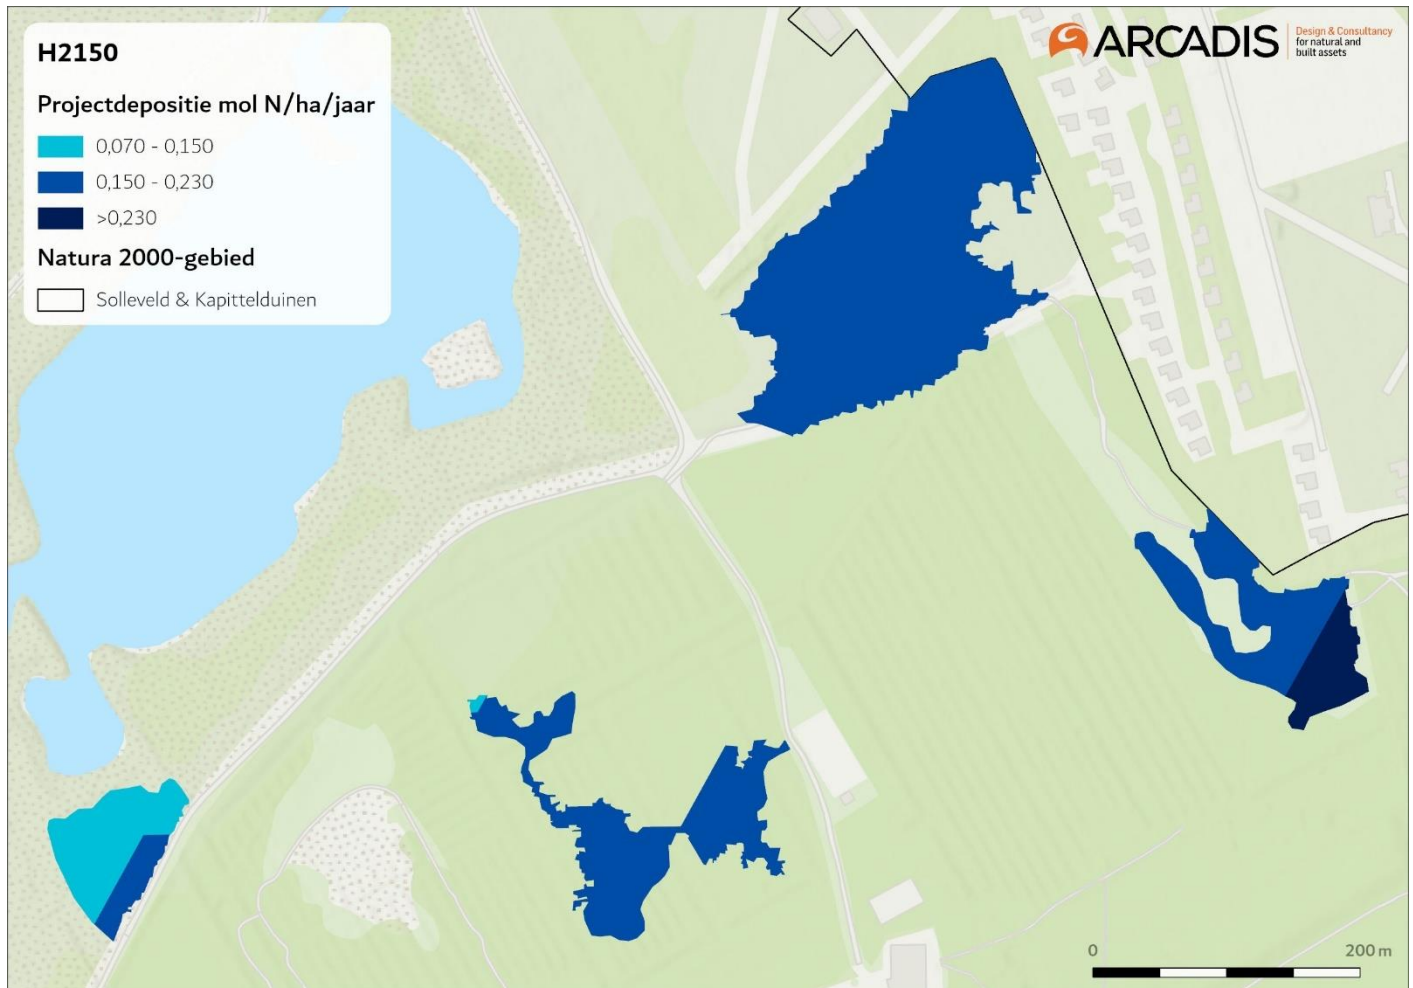 H2150
Projectdepositie mol N/ha/jaar
0,070 - 0,150
0,150 - 0,230
>0,230
Natura 2000-gebied
Solleveld & Kapittelduinen
ARCADIS
Design & Consultancy
for natural and
built assets
0 200 m